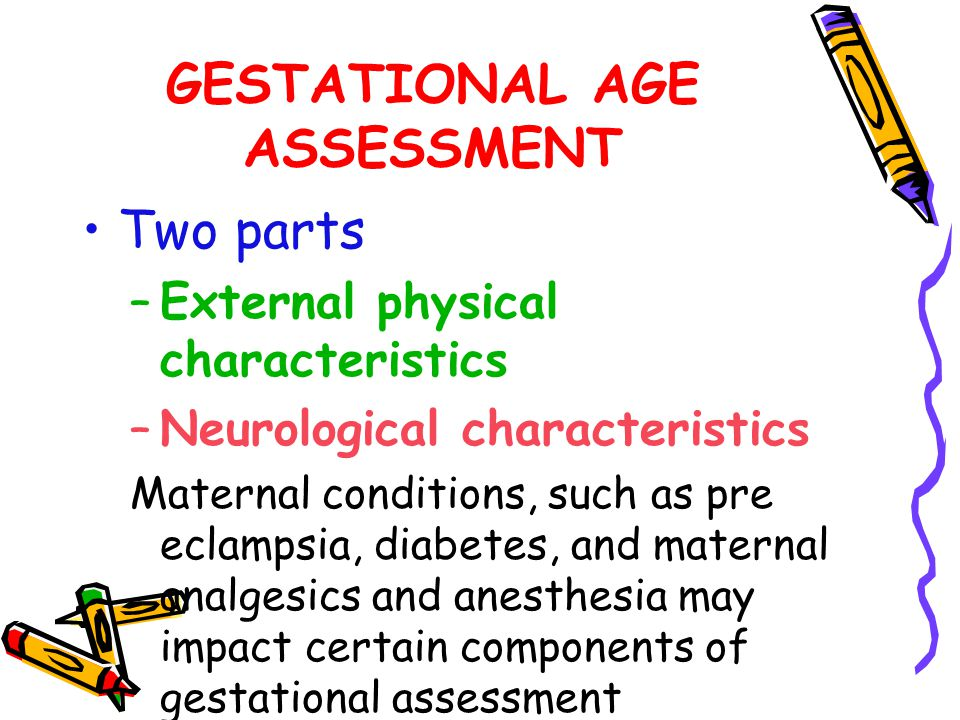 GESTATIONAL AGE
ASSESSMENT
• Two parts
–External physical
characteristics
–Neurological characteristics
Maternal conditions, such as pre
eclampsia, diabetes, and maternal
analgesics and anesthesia may
impact certain components of
gestational assessment